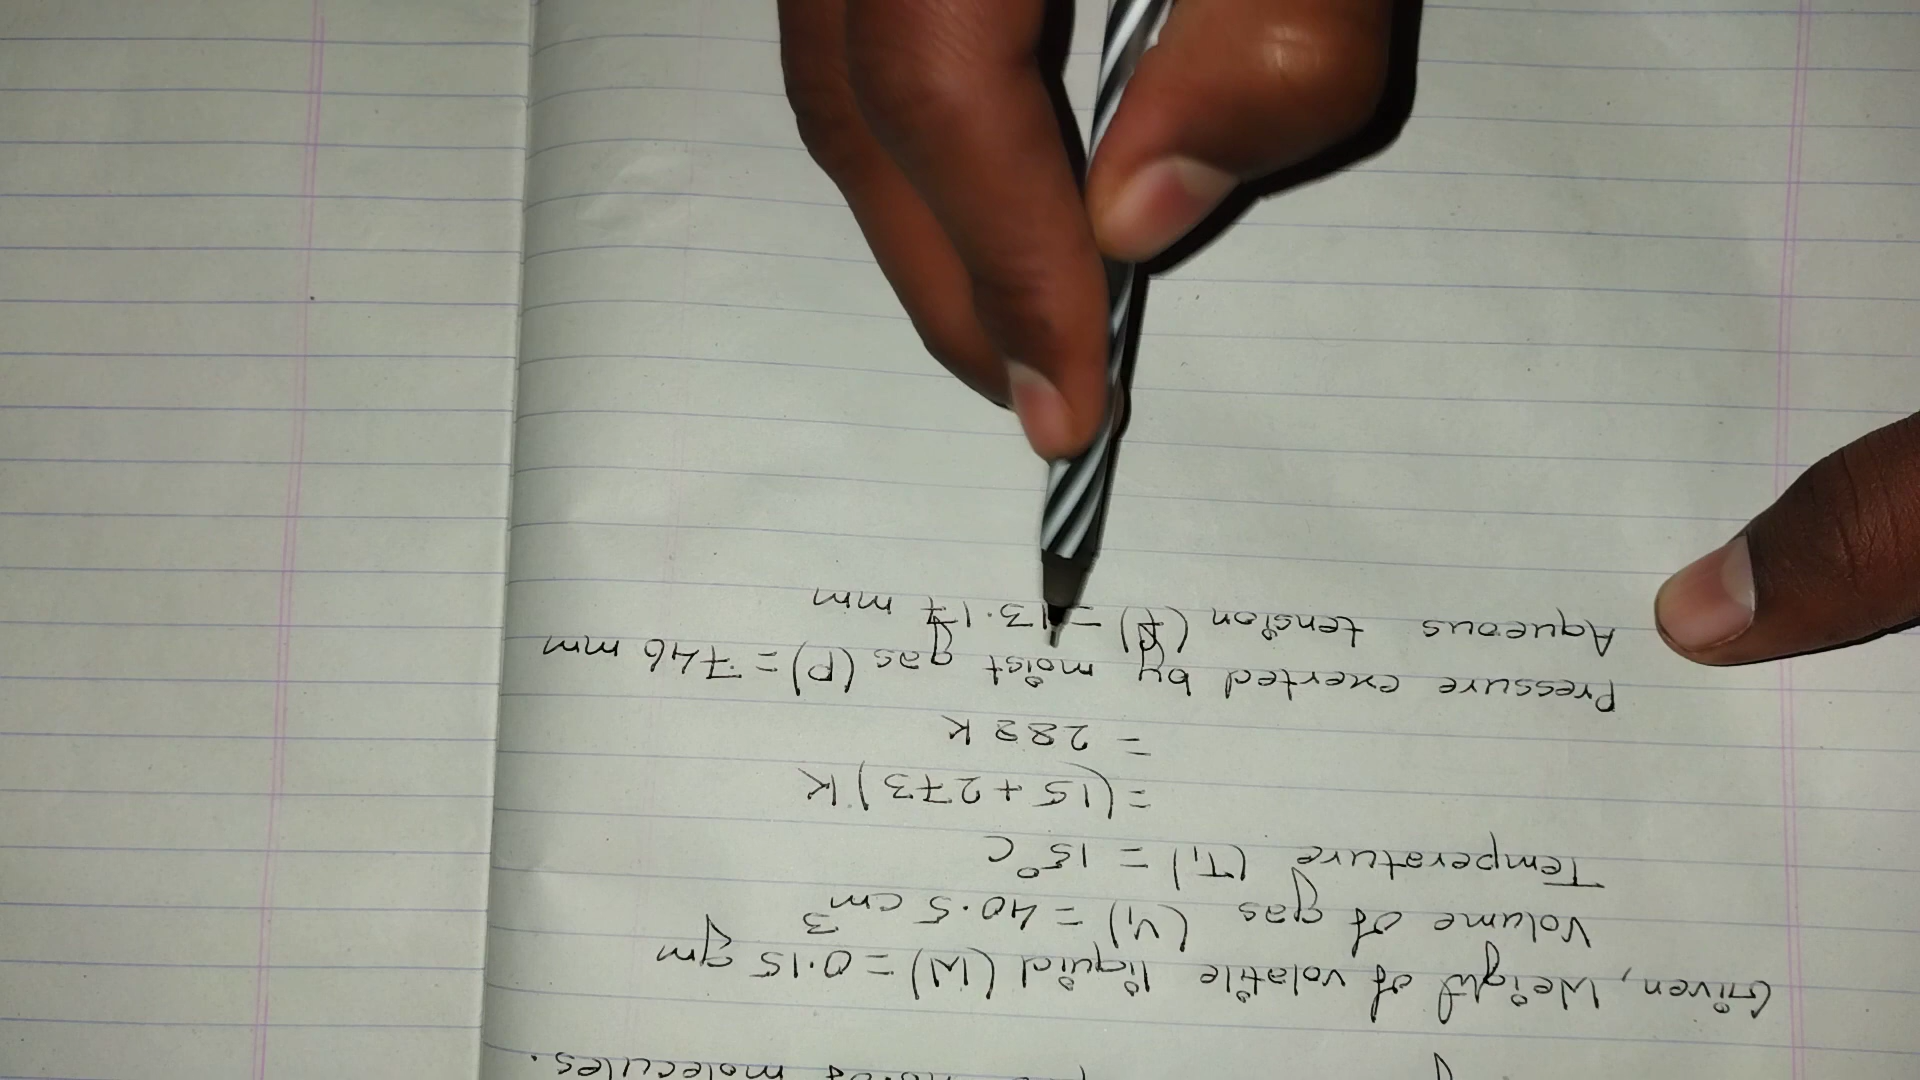 molecules.
Given, Weight of volatile liquid (W) = 0.15 gm
Volume of gas (V₁) = 40.5 cm³
Temperature (T₁) = 15°C
= (15 + 273) K
= 288 K
Pressure exerted by moist gas (P) = 746 mm
Aqueous tension (P) = 13.17 mm